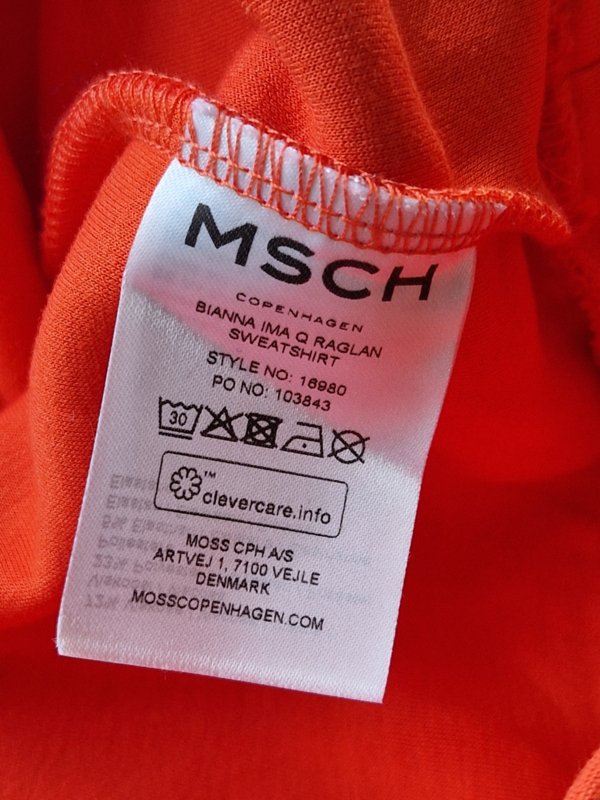 MSCH
COPENHAGEN
BIANNA IMA Q RAGLAN
SWEATSHIRT
STYLE NO: 16980
PO NO: 103843
30
™
clevercare.info
MOSS CPH A/S
ARTVEJ 1, 7100 VEJLE
DENMARK
MOSSCOPENHAGEN.COM